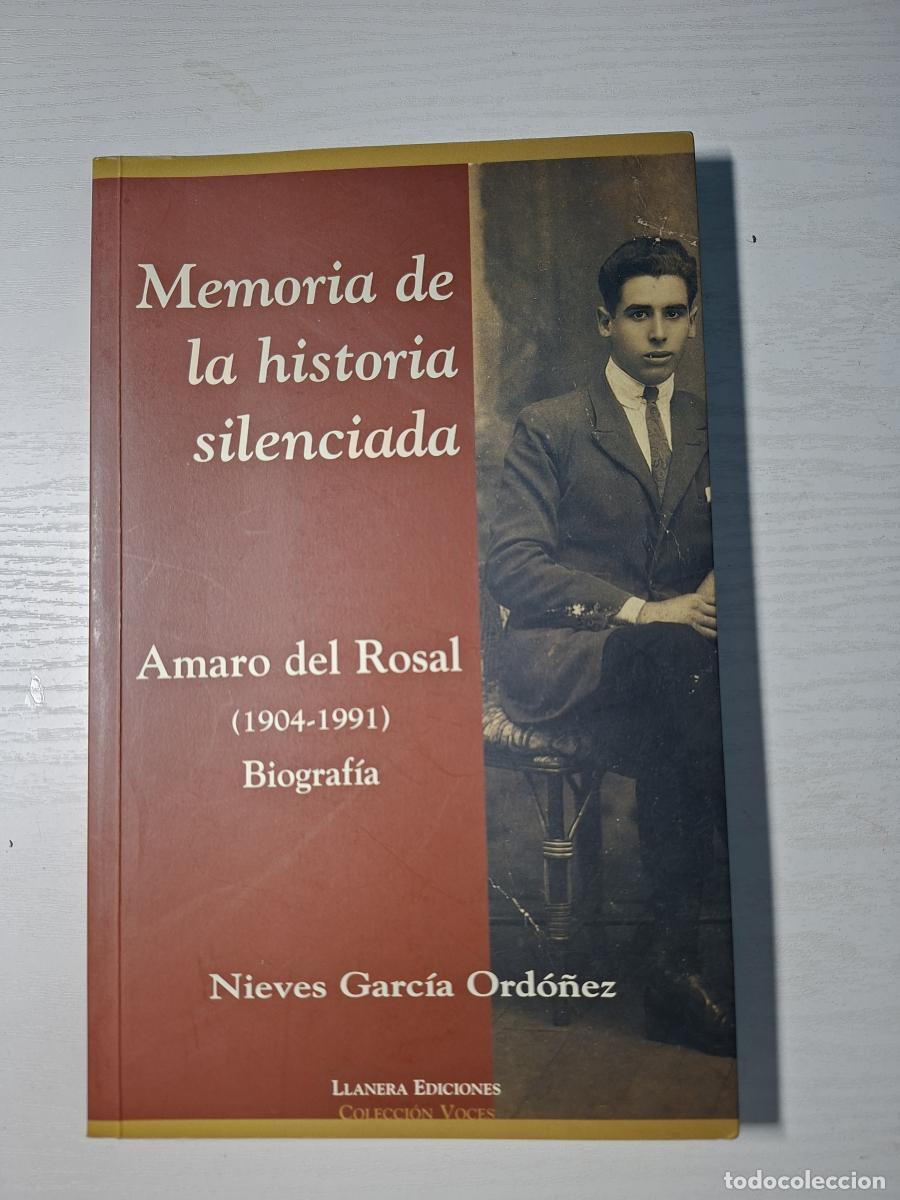 Memoria de
la historia
silenciada
Amaro del Rosal
(1904-1991)
Biografía
Nieves García Ordóñez
LLANERA EDICIONES
COLECCIÓN VOCES
todocoleccion